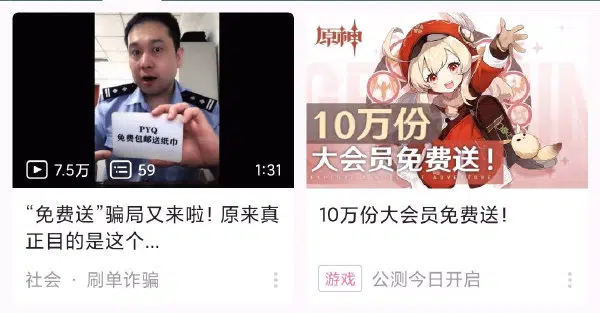 PYQ
免费包邮送纸巾
7.5万
59
1:31
“免费送”骗局又来啦！原来真
正目的是这个...
社会 · 刷单诈骗
原神
10万份
大会员免费送！
10万份大会员免费送！
游戏
公测今日开启